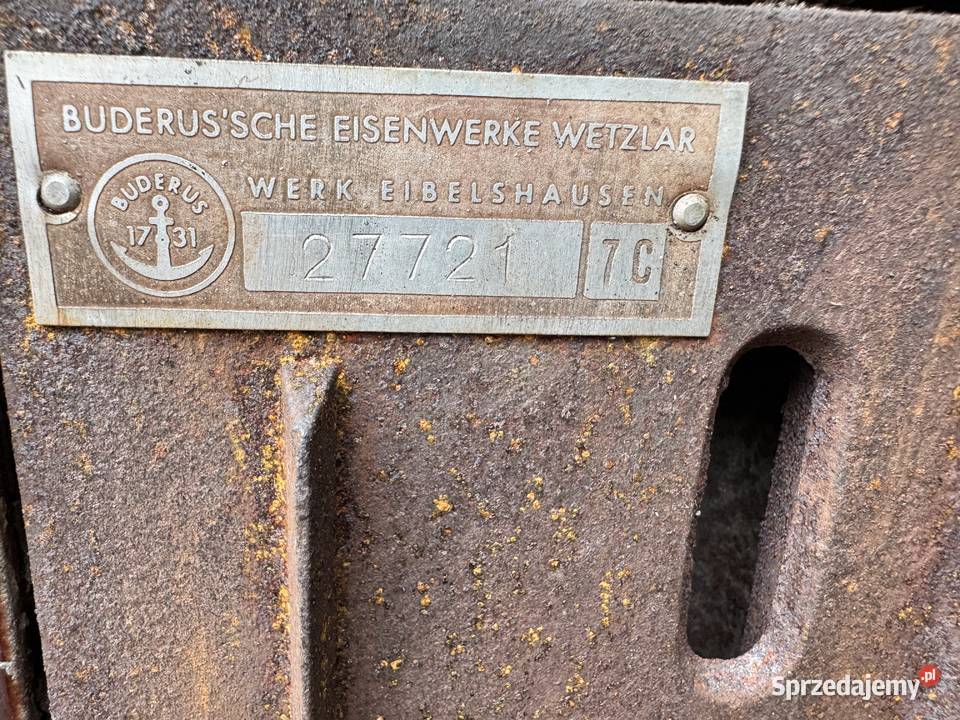 BUDERUS'SCHE EISENWERKE WETZLAR
WERK EIBELSHAUSEN
BUDERUS
17 31
27721 7C
Sprzedajemy.pl